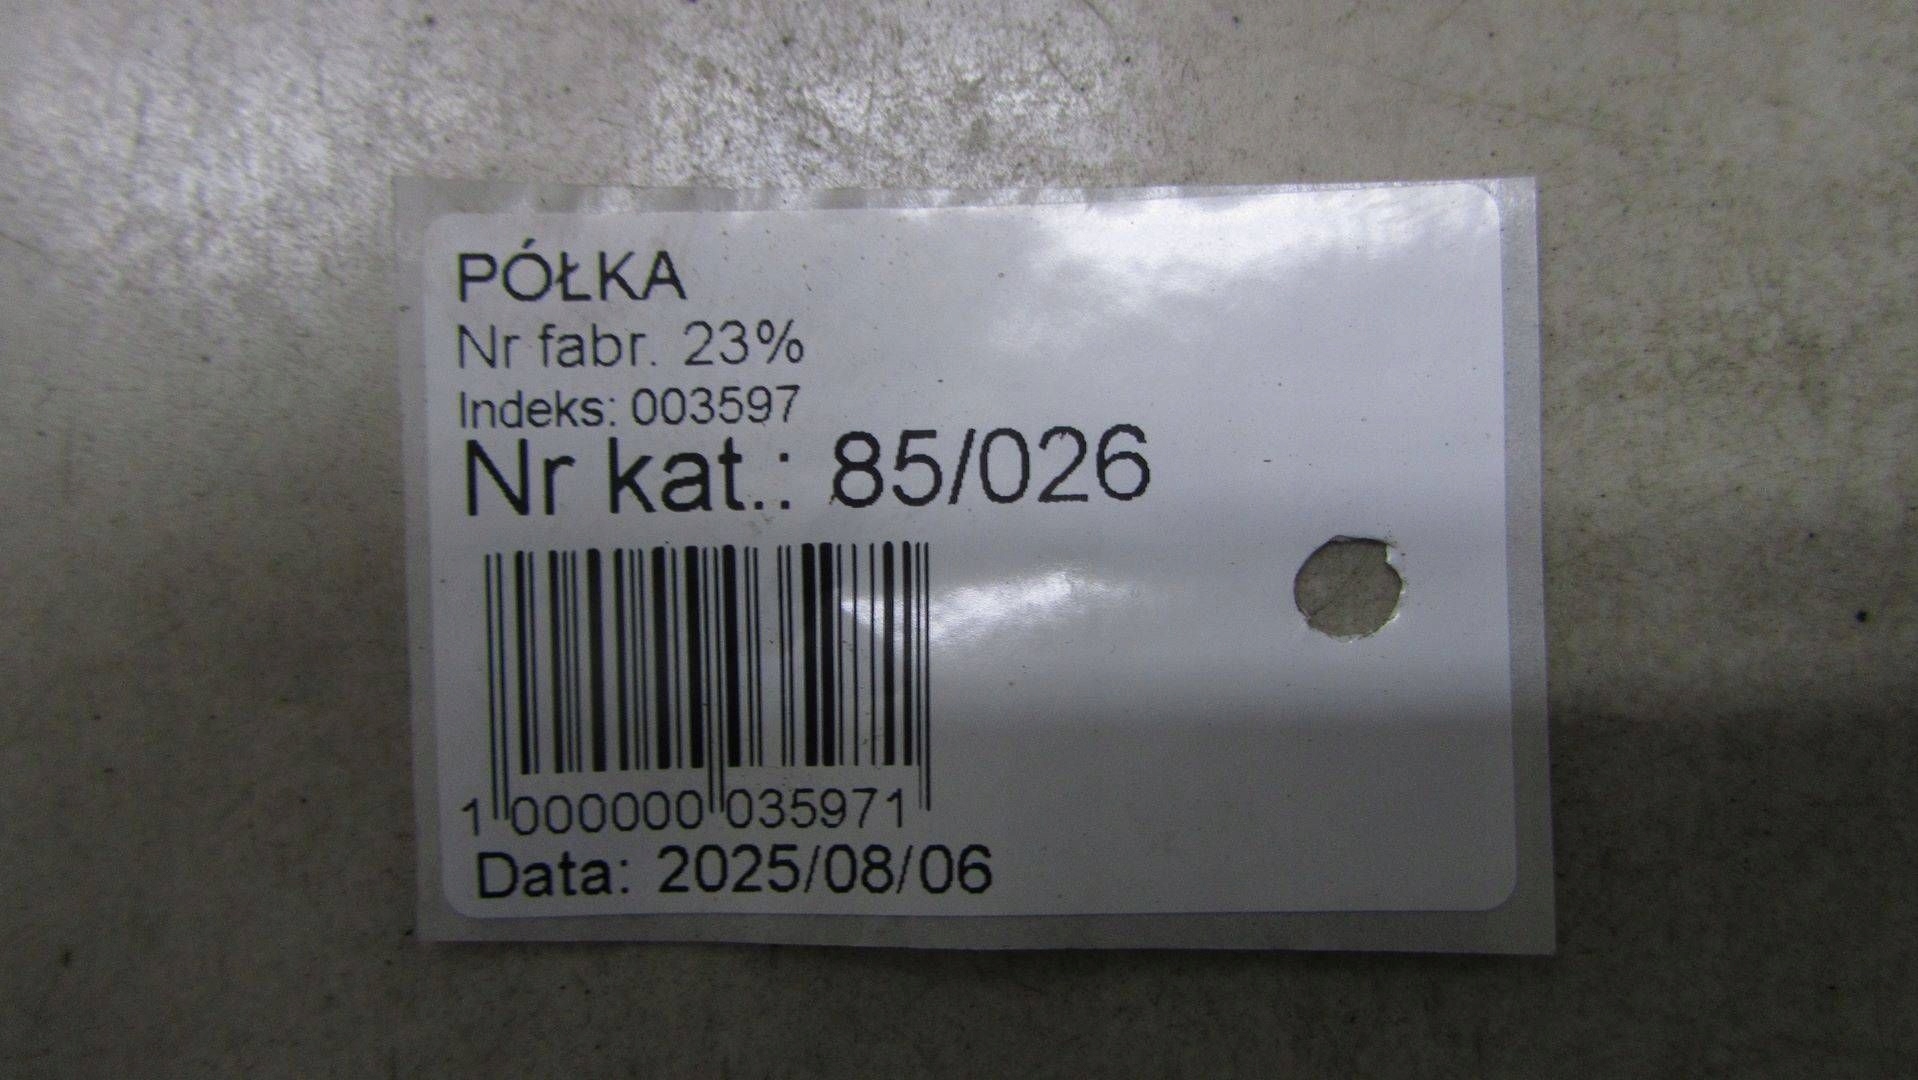 PÓŁKA
Nr fabr. 23%
Indeks: 003597
Nr kat.: 85/026
1 000000 035971
Data: 2025/08/06